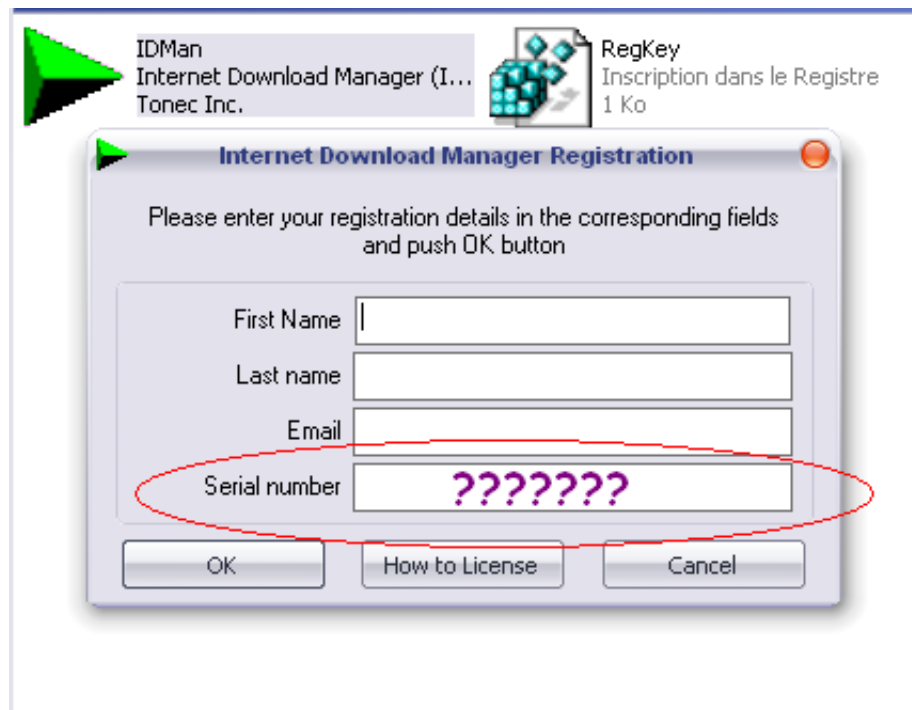 IDMan
Internet Download Manager (I...
Tonec Inc.
RegKey
Inscription dans le Registre
1 Ko
Internet Download Manager Registration
Please enter your registration details in the corresponding fields
and push OK button
First Name
Last name
Email
Serial number
???????
OK
How to License
Cancel